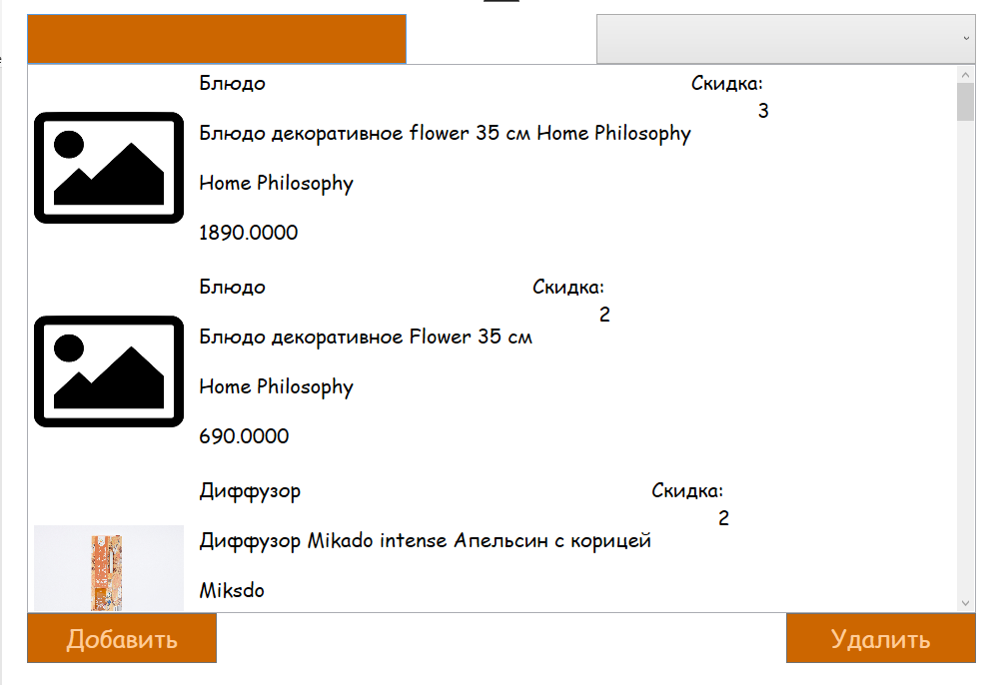 Блюдо
Скидка:
3
Блюдо декоративное flower 35 см Home Philosophy
Home Philosophy
1890.0000
Блюдо
Скидка:
2
Блюдо декоративное Flower 35 см
Home Philosophy
690.0000
Диффузор
Скидка:
2
Диффузор Mikado intense Апельсин с корицей
Miksdo
Добавить
Удалить